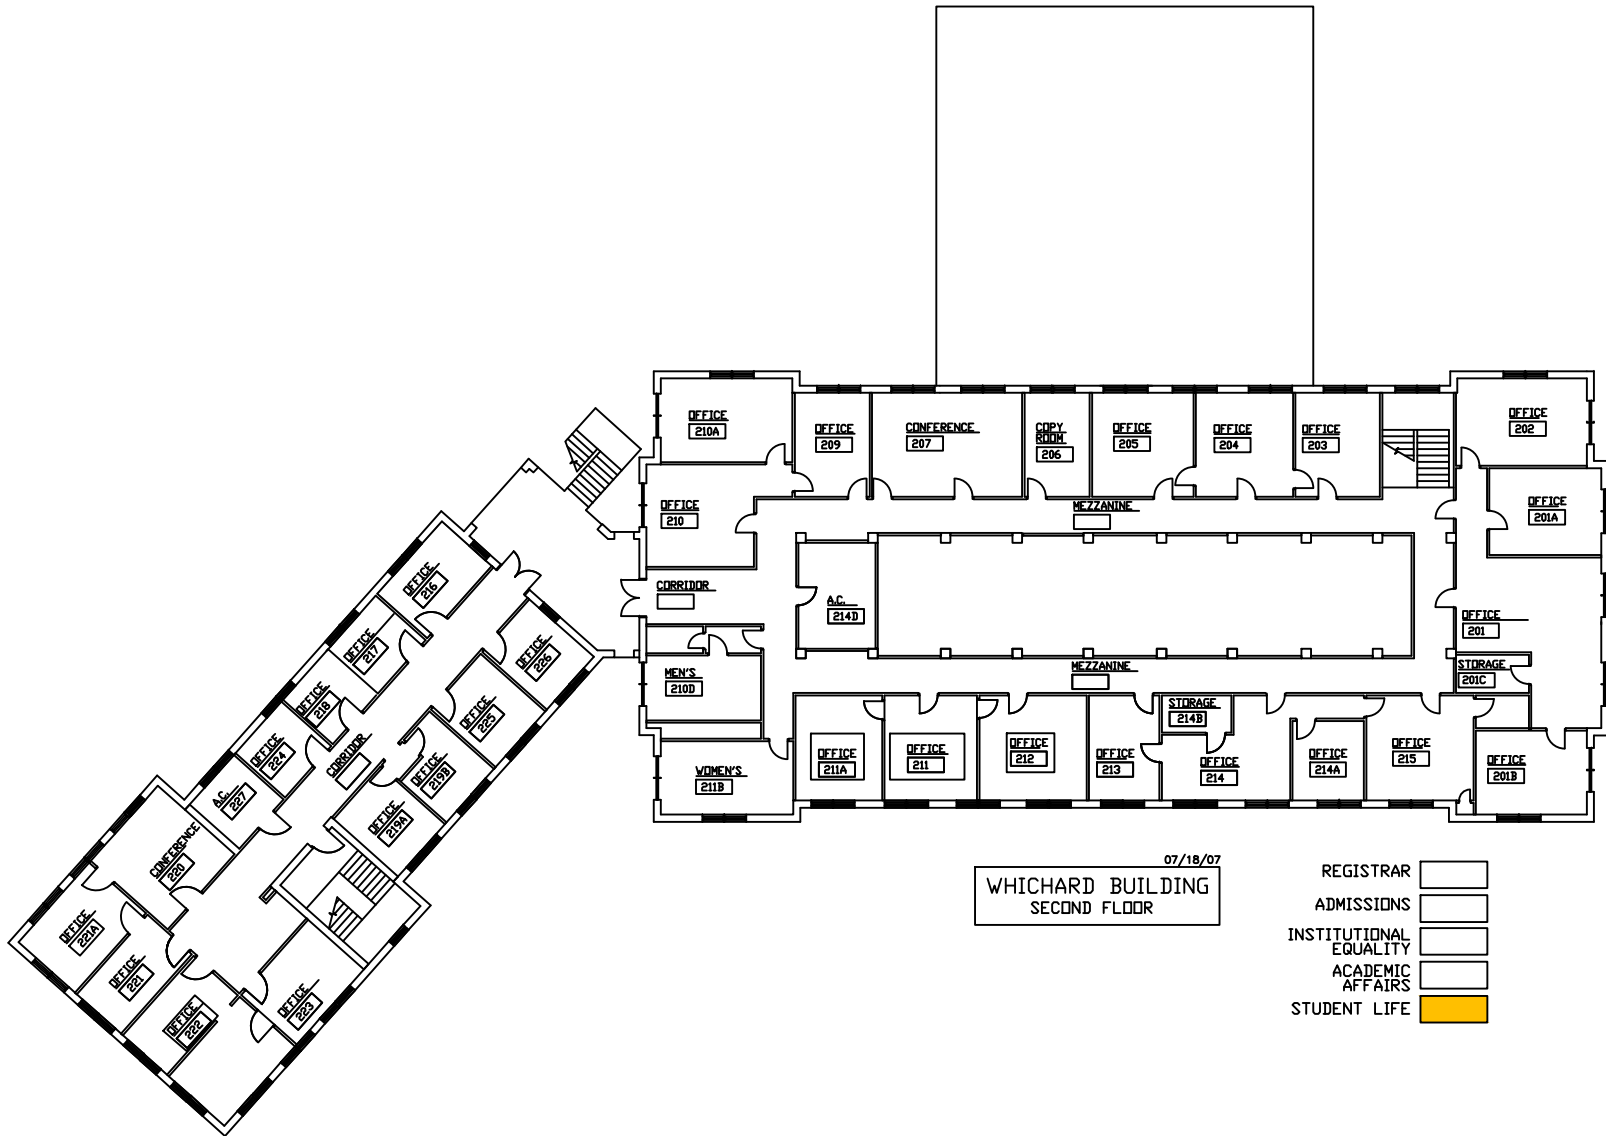 OFFICE
210A
OFFICE
209
CONFERENCE
207
COPY
ROOM
206
OFFICE
205
OFFICE
204
OFFICE
203
OFFICE
202
OFFICE
210
MEZZANINE
OFFICE
201A
CORRIDOR
A.C.
214D
OFFICE
201
MEN'S
210D
MEZZANINE
STORAGE
201C
STORAGE
214B
WOMEN'S
211B
OFFICE
211A
OFFICE
211
OFFICE
212
OFFICE
213
OFFICE
214
OFFICE
214A
OFFICE
215
OFFICE
201B
OFFICE
216
OFFICE
217
OFFICE
226
OFFICE
218
OFFICE
225
OFFICE
224
CORRIDOR
OFFICE
219B
A.C.
227
OFFICE
219A
CONFERENCE
220
OFFICE
221A
OFFICE
221
OFFICE
222
OFFICE
223
07/18/07
WHICHARD BUILDING
SECOND FLOOR
REGISTRAR
ADMISSIONS
INSTITUTIONAL
EQUALITY
ACADEMIC
AFFAIRS
STUDENT LIFE